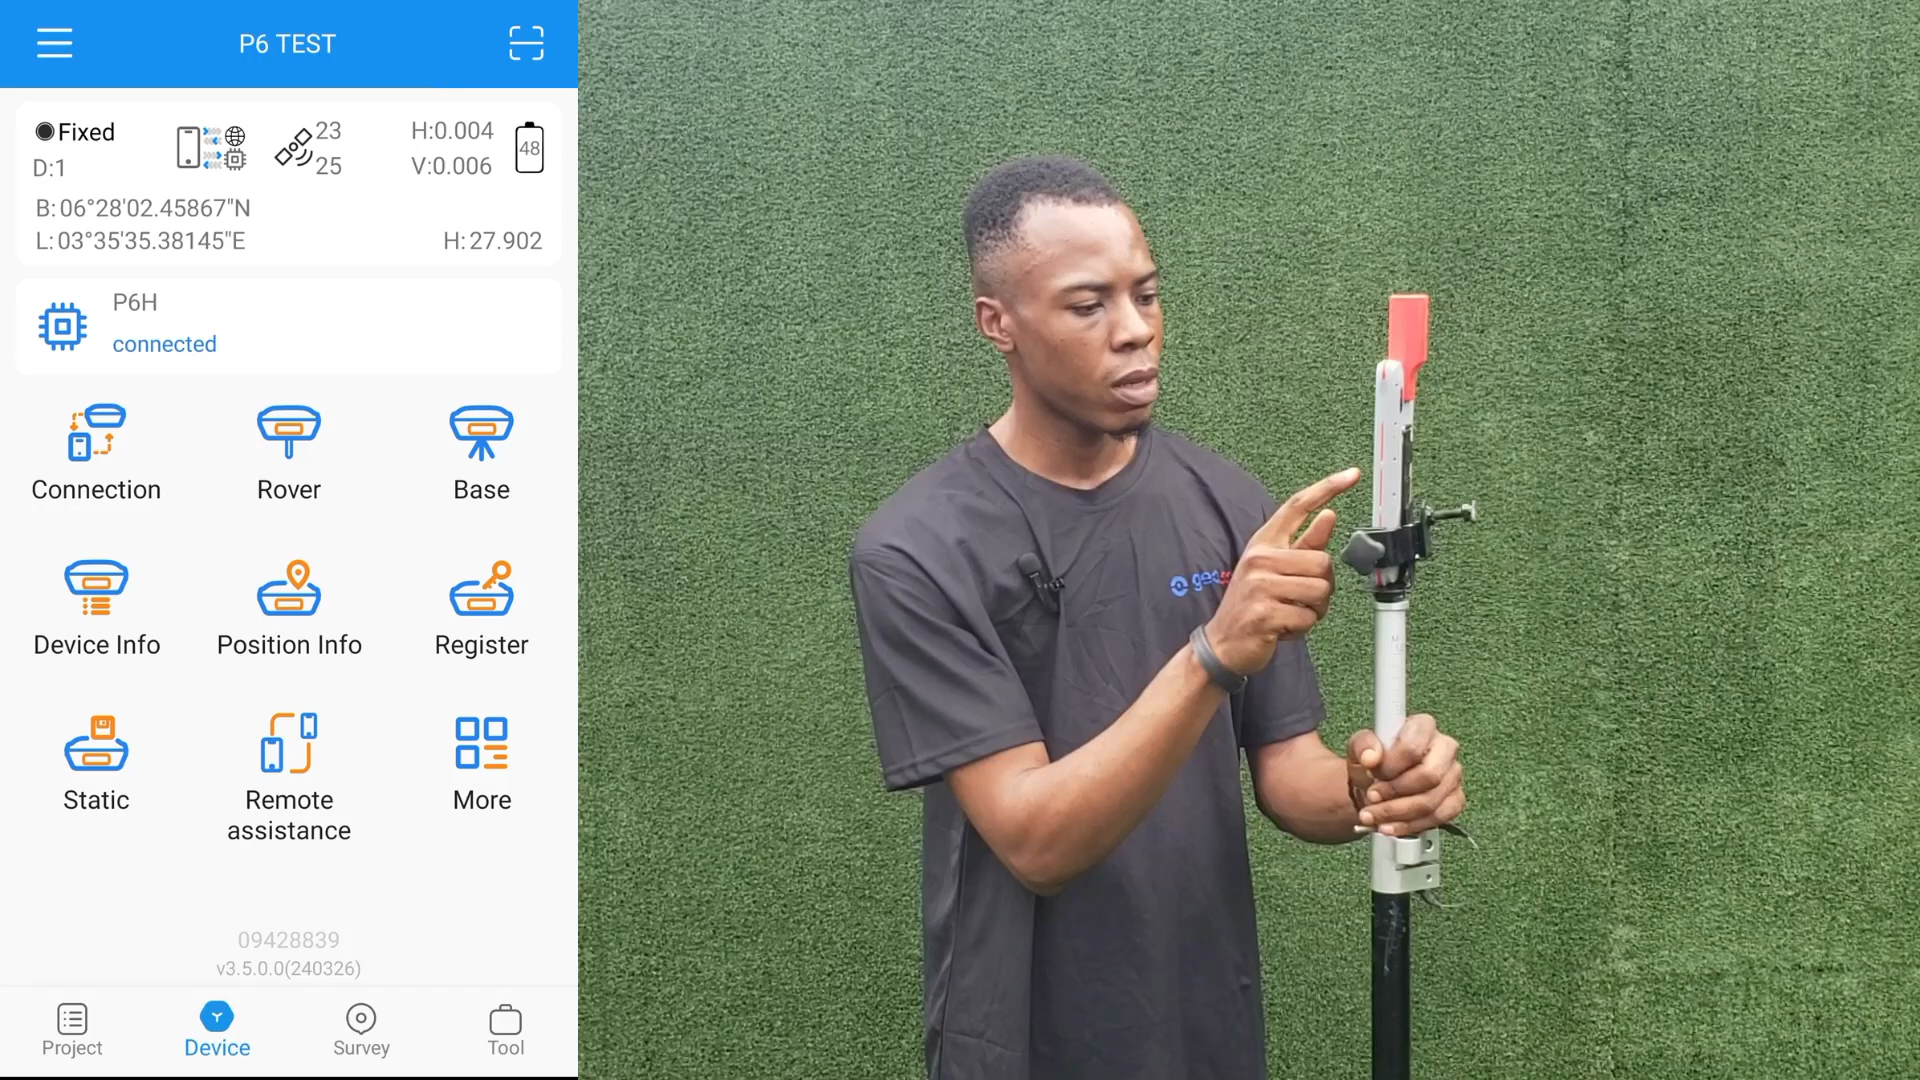 P6 TEST
Fixed
23
H:0.004
48
D:1
25
V:0.006
B:06°28'02.45867"N
L:03°35'35.38145"E
H:27.902
P6H
connected
Connection
Rover
Base
Device Info
Position Info
Register
Static
Remote
assistance
More
09428839
v3.5.0.0(240326)
Project
Device
Survey
Tool